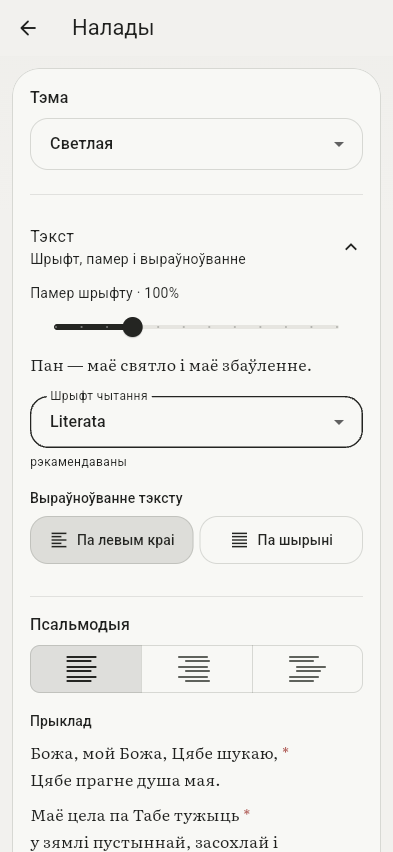 Налады
Тэма
Светлая
Тэкст
Шрыфт, памер і выраўноўванне
Памер шрыфту · 100%
Пан — маё святло і маё збаўленне.
Шрыфт чытання
Literata
рэкамендаваны
Выраўноўванне тэксту
Па левым краі
Па шырыні
Псальмодыя
Прыклад
Божа, мой Божа, Цябе шукаю, *
Цябе прагне душа мая.
Маё цела па Табе тужыць *
у зямлі пустыннай, засохлай і